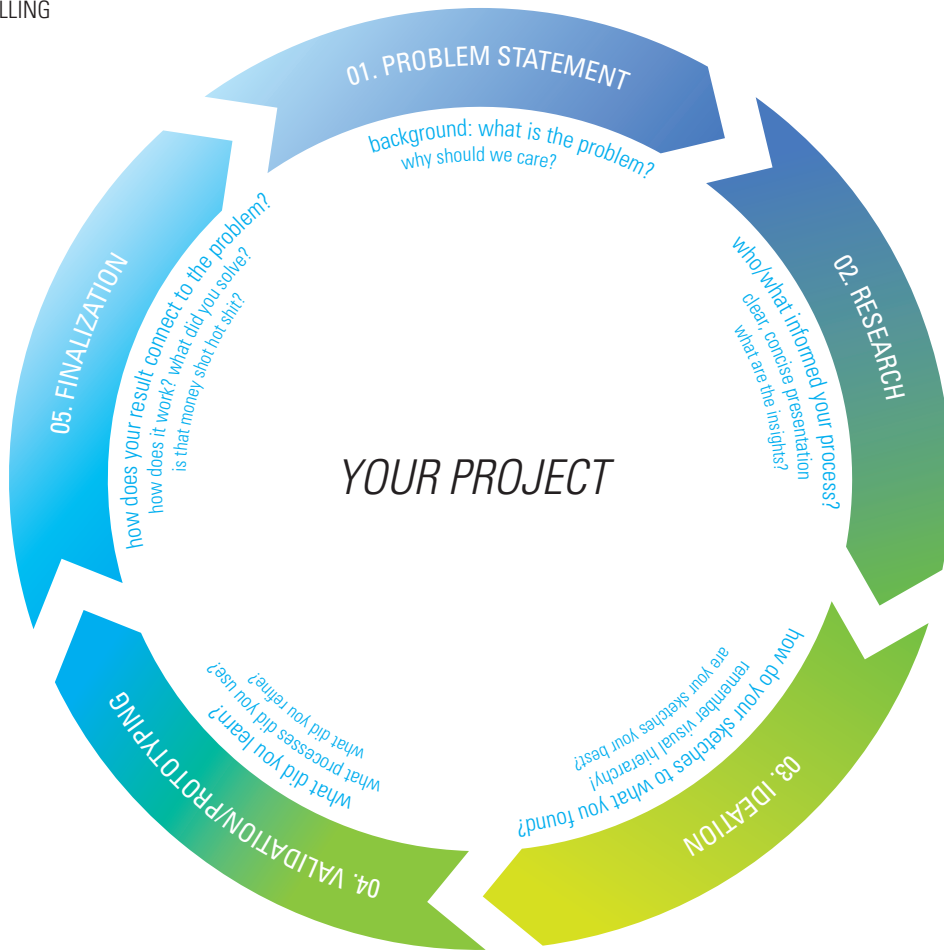 LLING
01. PROBLEM STATEMENT
background: what is the problem?
why should we care?
02. RESEARCH
who/what informed your process?
clear, concise presentation
what are the insights?
03. IDEATION
how do your sketches to what you found?
remember visual hierarchy!
are your sketches your best?
04. VALIDATION/PROTOTYPING
what did you learn?
what processes did you use?
what did you refine?
05. FINALIZATION
how does your result connect to the problem?
how does it work? what did you solve?
is that money shot hot shit?
YOUR PROJECT